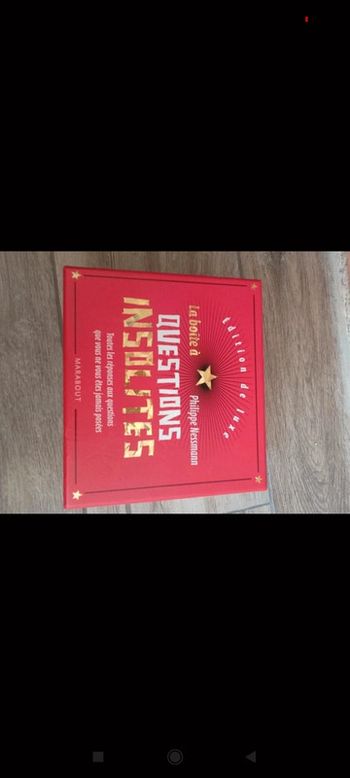 Édition de luxe
Philippe Nessmann
La boîte à
QUESTIONS
INSOLITES
Toutes les réponses aux questions
que vous ne vous êtes jamais posées
MARABOUT